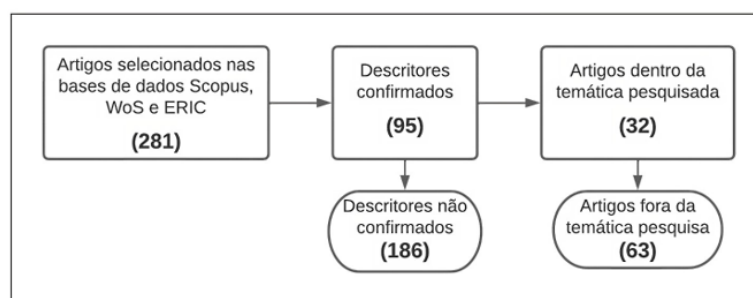 Artigos selecionados nas
bases de dados Scopus,
WoS e ERIC
(281)
Descritores
confirmados
(95)
Artigos dentro da
temática pesquisada
(32)
Descritores não
confirmados
(186)
Artigos fora da
temática pesquisa
(63)